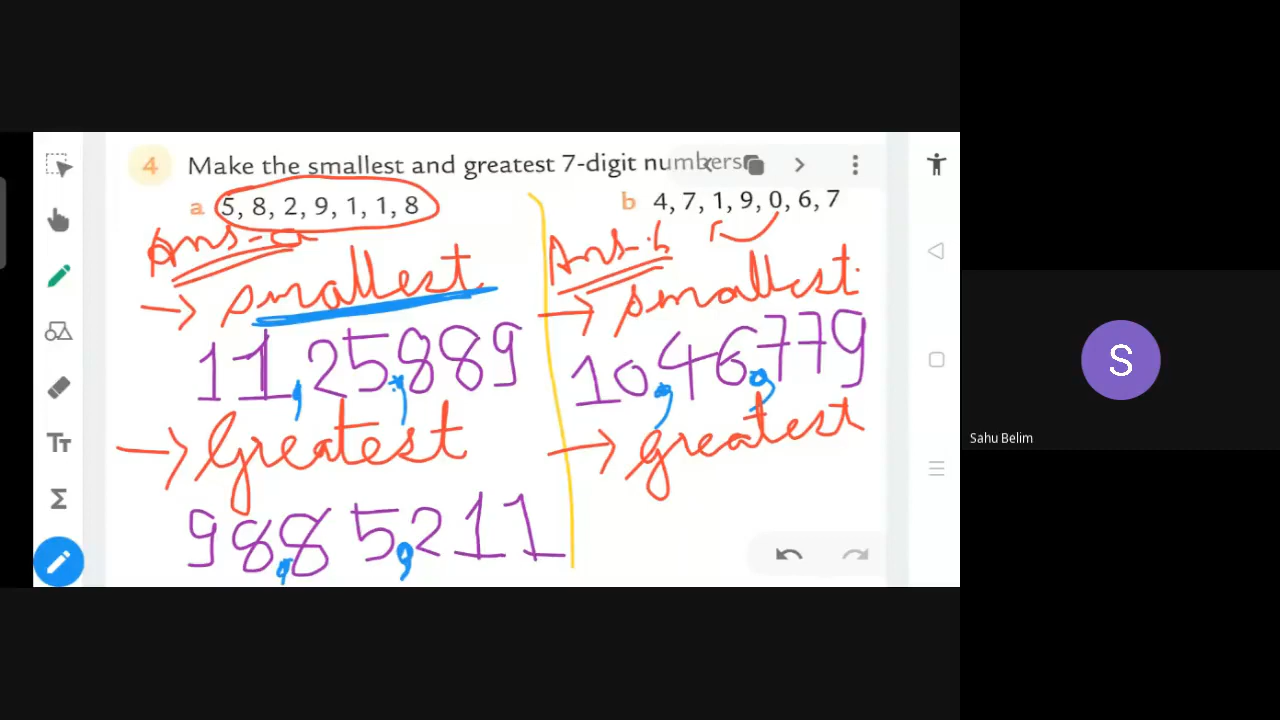 4 Make the smallest and greatest 7-digit numbers
a 5, 8, 2, 9, 1, 1, 8
Ans-a
→ smallest
11,25,889
→ Greatest
98,85,211
b 4, 7, 1, 9, 0, 6, 7
Ans-b
→ smallest
10,46,779
→ greatest
Tт
Σ
S
Sahu Belim